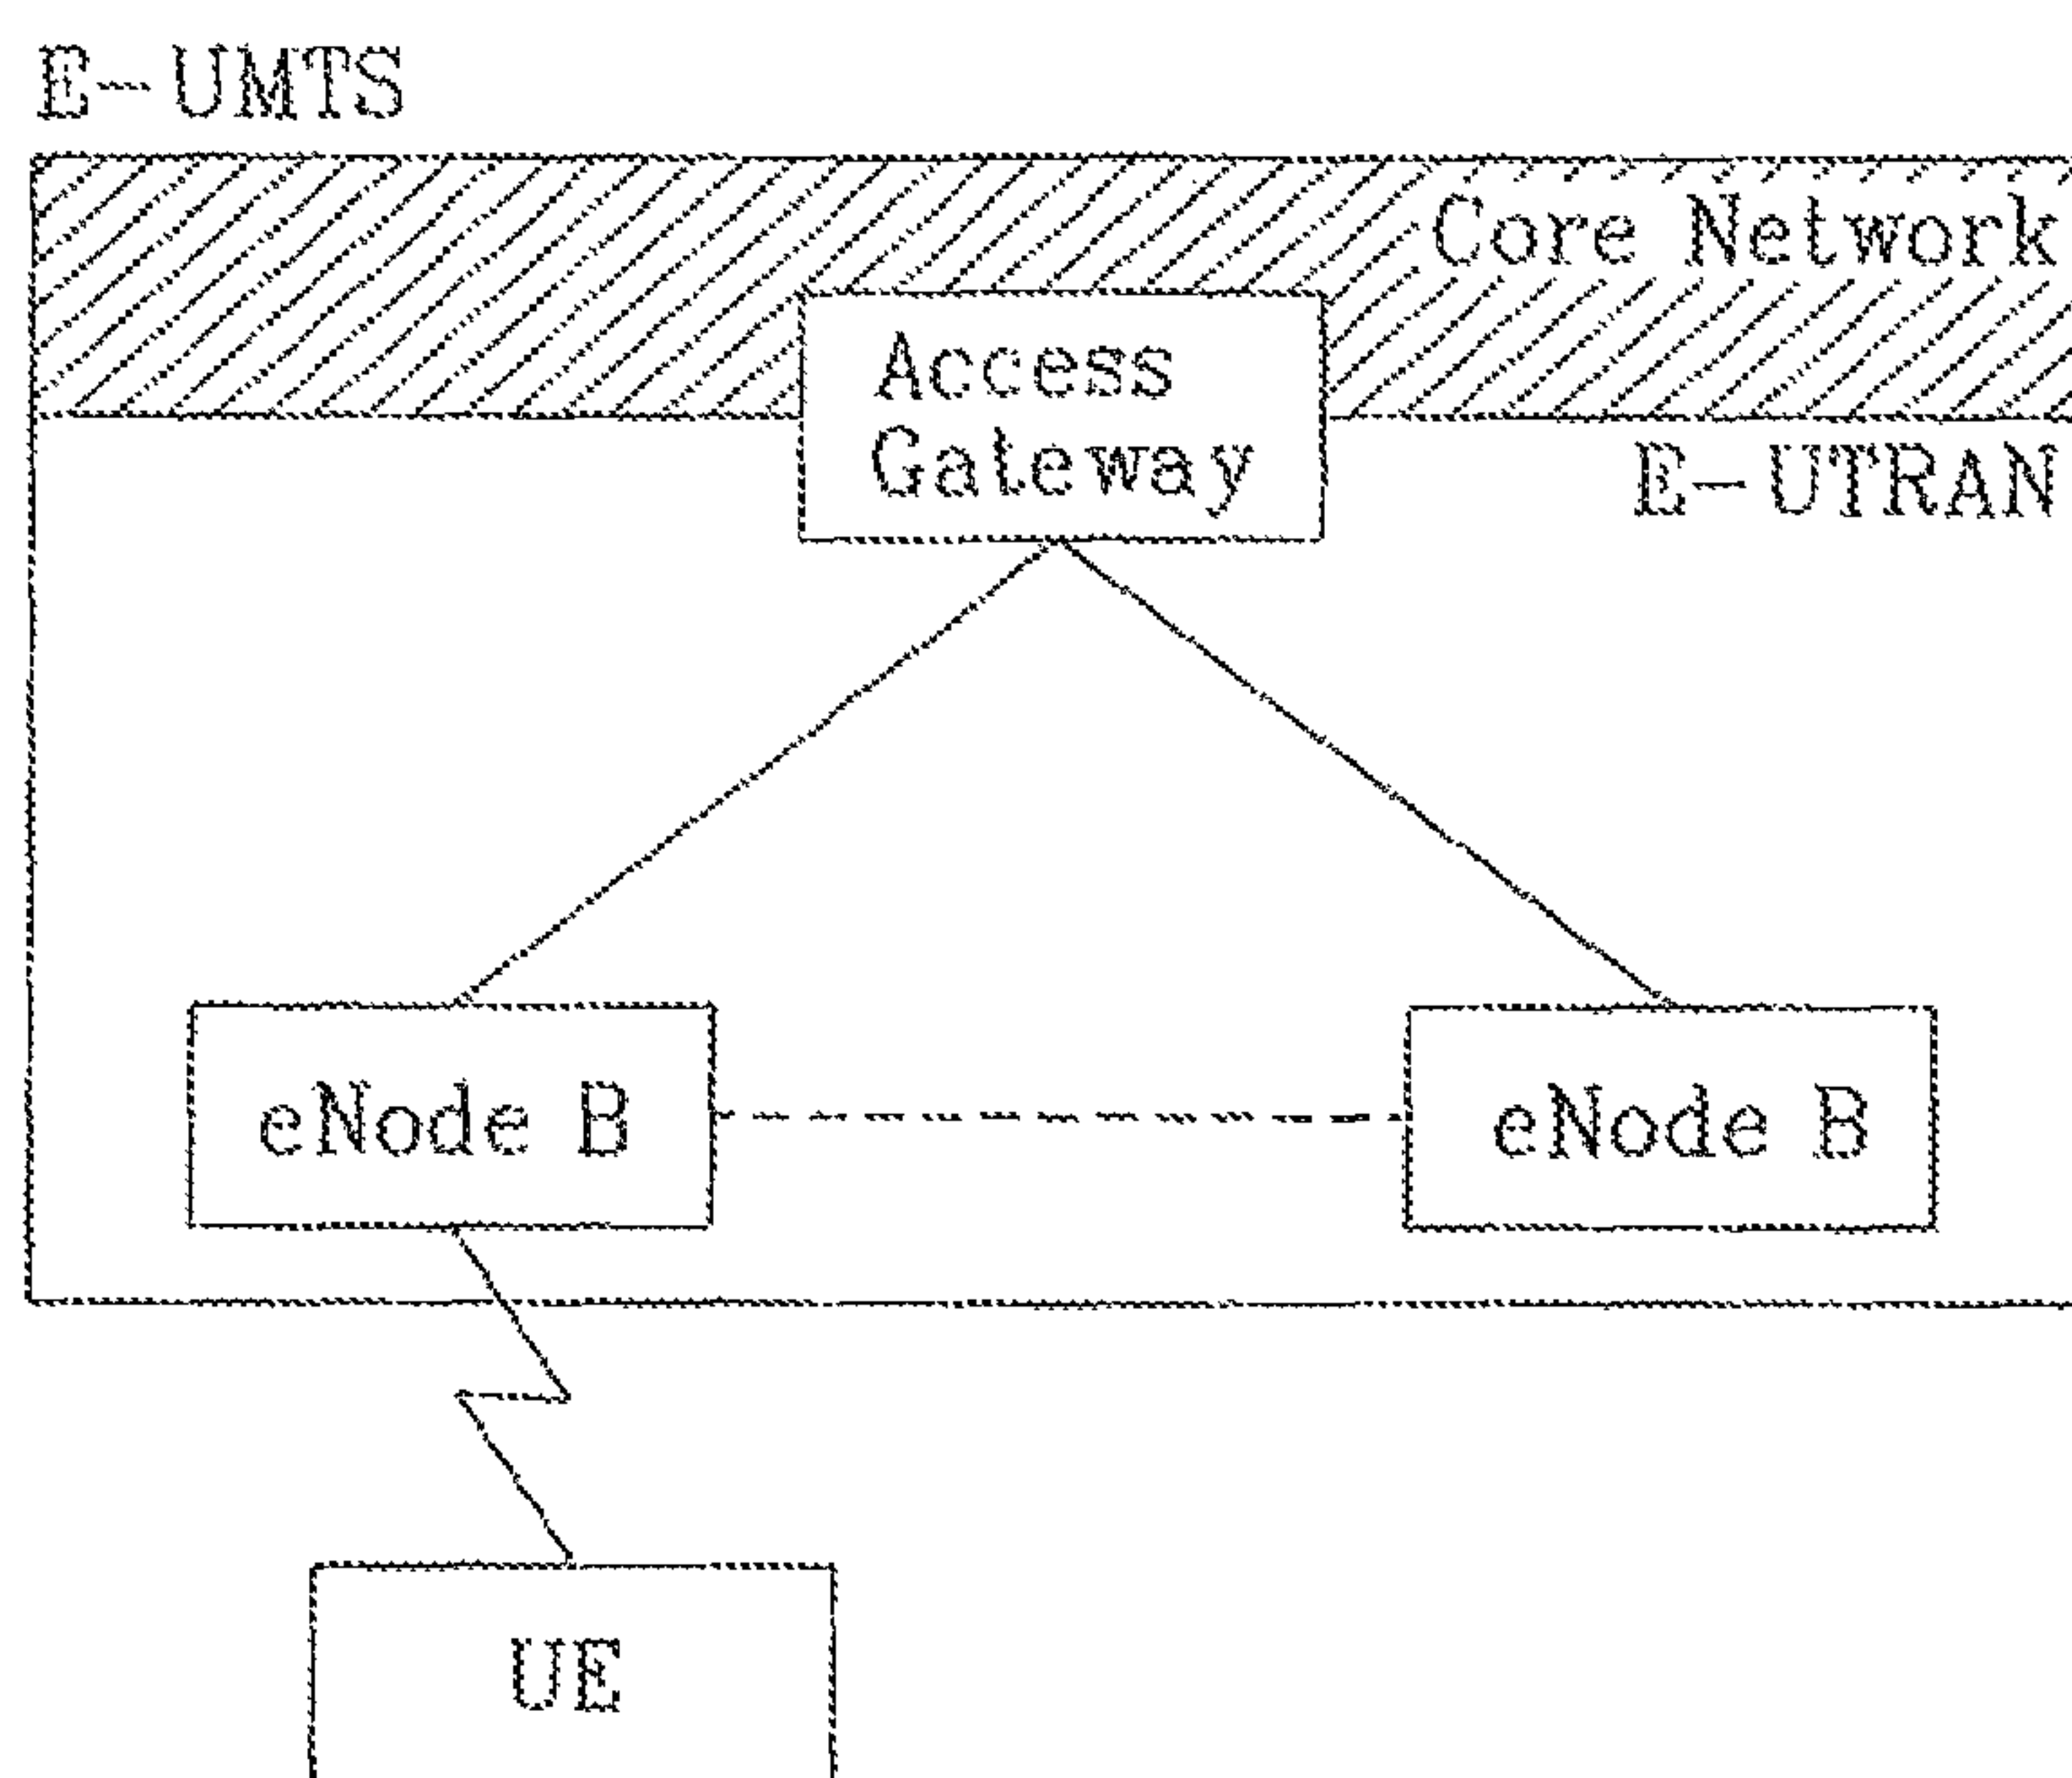 E-UMTS
Core Network
Access
Gateway
E-UTRAN
eNode B
eNode B
UE